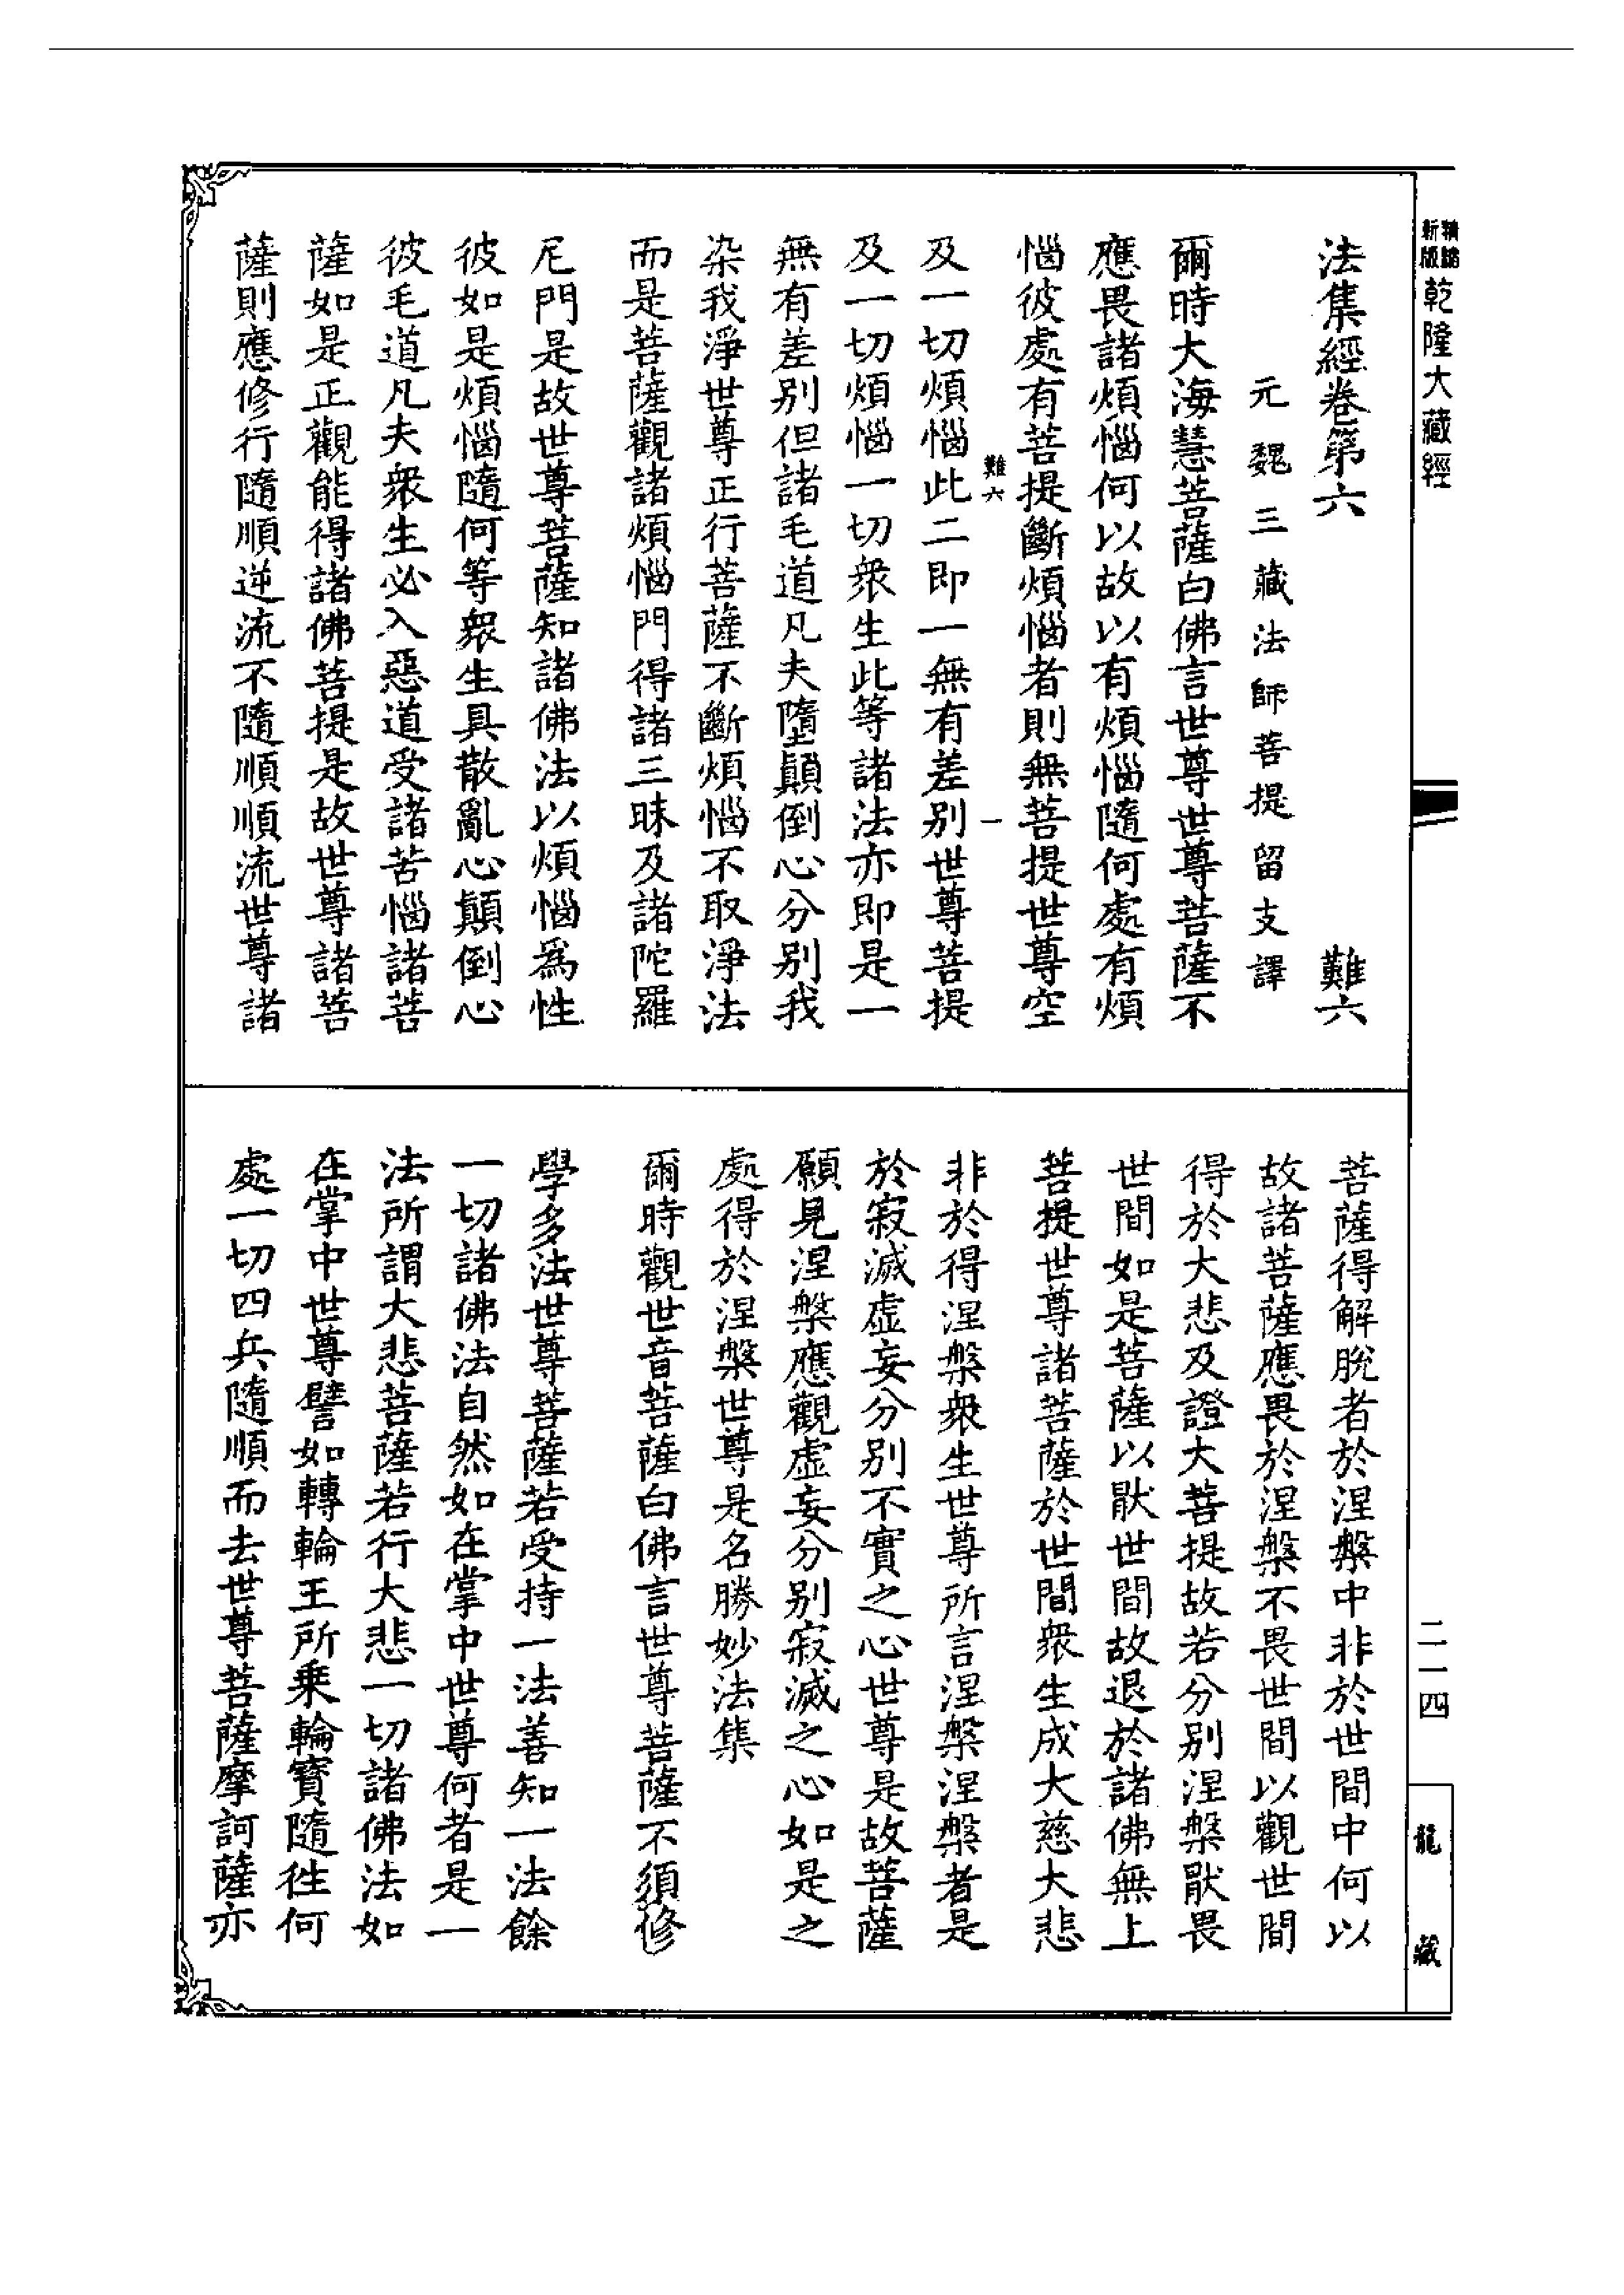 新版
乾隆大藏經
法集經卷第六 難六
元魏三藏法師菩提留支譯
爾時大海慧菩薩白佛言世尊世尊菩薩不
應畏諸煩惱何以故以有煩惱隨何處有煩
惱彼處有菩提斷煩惱者則無菩提世尊空
難六 一
及一切煩惱此二即一無有差別世尊菩提
及一切煩惱一切衆生此等諸法亦即是一
無有差別但諸毛道凡夫墮顛倒心分別我
染我淨世尊正行菩薩不斷煩惱不取淨法
而是菩薩觀諸煩惱門得諸三昧及諸陀羅
尼門是故世尊菩薩知諸佛法以煩惱爲性
彼如是煩惱隨何等衆生具散亂心顛倒心
彼毛道凡夫衆生必入惡道受諸苦惱諸菩
薩如是正觀能得諸佛菩提是故世尊諸菩
薩則應修行隨順逆流不隨順順流世尊諸
菩薩得解脫者於涅槃中非於世間中何以
故諸菩薩應畏於涅槃不畏世間以觀世間
得於大悲及證大菩提故若分別涅槃猒畏
世間如是菩薩以猒世間故退於諸佛無上
菩提世尊諸菩薩於世間衆生成大慈大悲
非於得涅槃衆生世尊所言涅槃涅槃者是
於寂滅虛妄分別不實之心世尊是故菩薩
願見涅槃應觀虛妄分別寂滅之心如是之
處得於涅槃世尊是名勝妙法集
爾時觀世音菩薩白佛言世尊菩薩不須修
學多法世尊菩薩若受持一法善知一法餘
一切諸佛法自然如在掌中世尊何者是一
法所謂大悲菩薩若行大悲一切諸佛法如
在掌中世尊譬如轉輪王所乗輪寳隨徃何
處一切四兵隨順而去世尊菩薩摩訶薩亦
二一四
龍藏